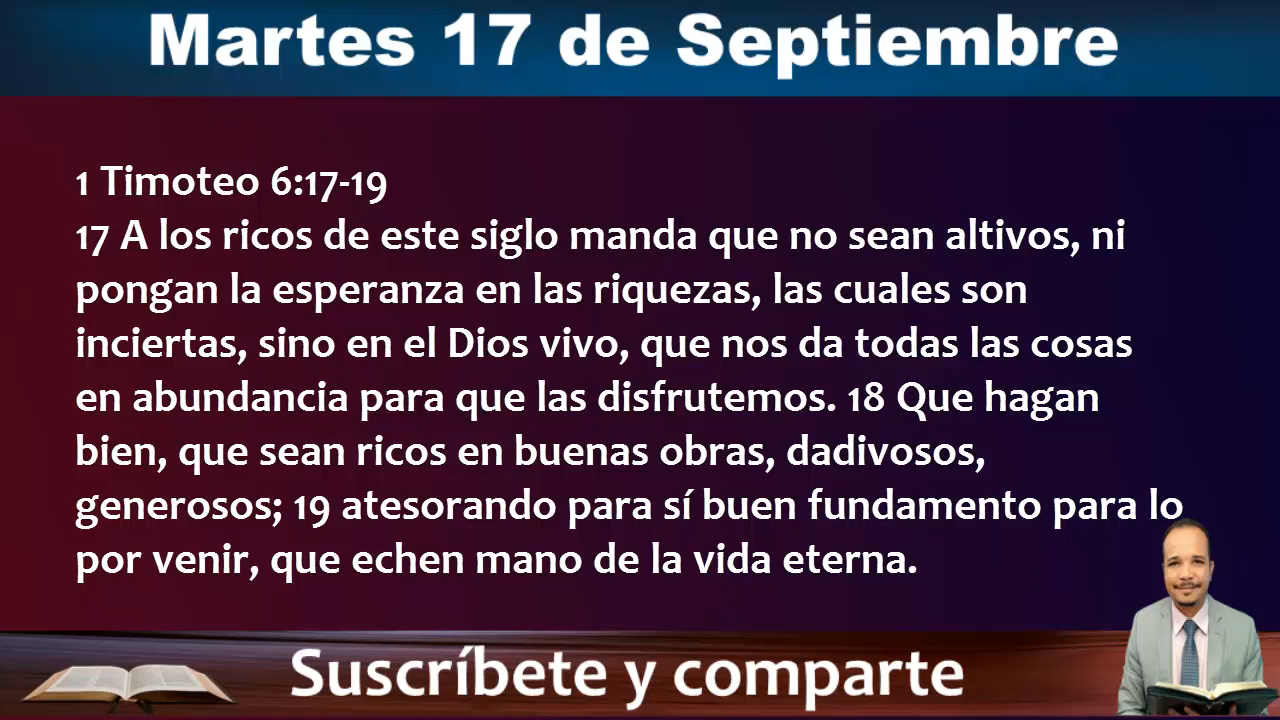 Martes 17 de Septiembre
1 Timoteo 6:17-19
17 A los ricos de este siglo manda que no sean altivos, ni
pongan la esperanza en las riquezas, las cuales son
inciertas, sino en el Dios vivo, que nos da todas las cosas
en abundancia para que las disfrutemos. 18 Que hagan
bien, que sean ricos en buenas obras, dadivosos,
generosos; 19 atesorando para sí buen fundamento para lo
por venir, que echen mano de la vida eterna.
Suscríbete y comparte